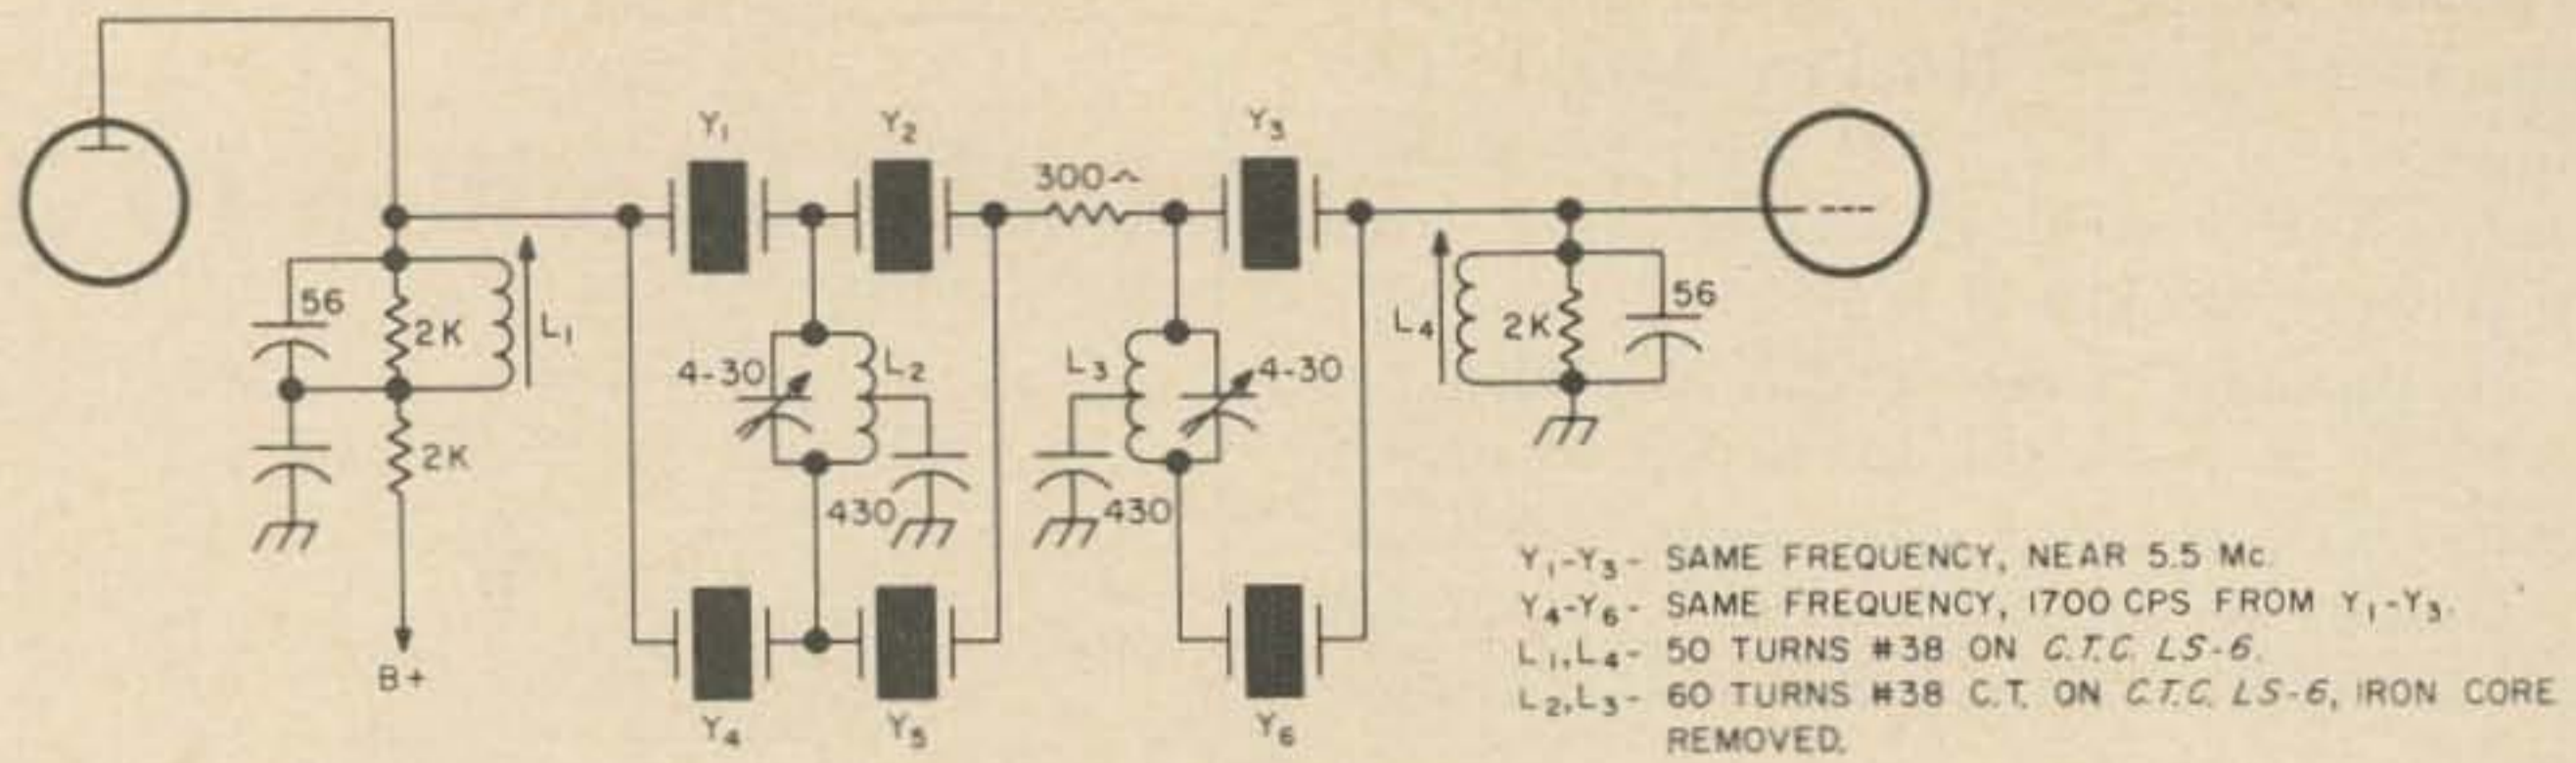 Y1
Y2
Y3
300~
56
2K
L1
4-30
L2
L3
4-30
L4
2K
56
2K
430
430
B+
Y4
Y5
Y6
Y1-Y3- SAME FREQUENCY, NEAR 5.5 Mc.
Y4-Y6- SAME FREQUENCY, 1700 CPS FROM Y1-Y3.
L1,L4- 50 TURNS #38 ON C.T.C. LS-6.
L2,L3- 60 TURNS #38 C.T. ON C.T.C. LS-6, IRON CORE
REMOVED.